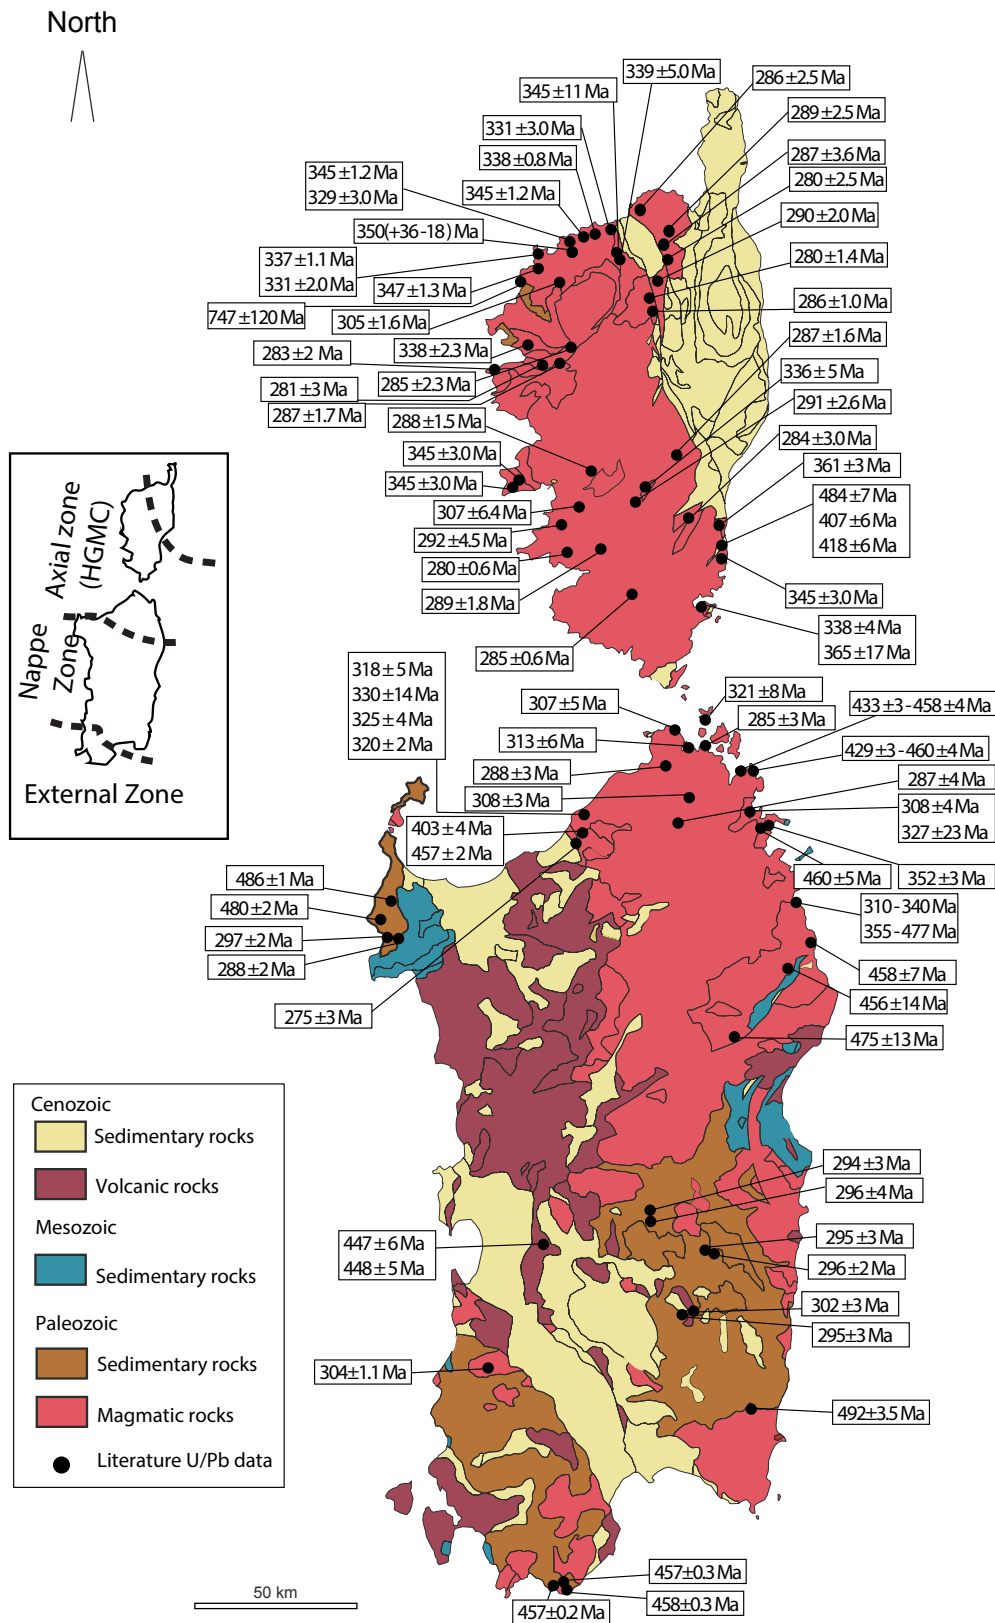 North
339 ±5.0 Ma
286 ±2.5 Ma
345 ±11 Ma
289 ±2.5 Ma
331 ±3.0 Ma
287 ±3.6 Ma
338 ±0.8 Ma
280 ±2.5 Ma
345 ±1.2 Ma
329 ±3.0 Ma
345 ±1.2 Ma
290 ±2.0 Ma
350(+36 -18) Ma
280 ±1.4 Ma
337 ±1.1 Ma
331 ±2.0 Ma
347 ±1.3 Ma
286 ±1.0 Ma
747 ±120 Ma
305 ±1.6 Ma
287 ±1.6 Ma
283 ±2 Ma
338 ±2.3 Ma
336 ± 5 Ma
281 ±3 Ma
285 ±2.3 Ma
291 ±2.6 Ma
287 ±1.7 Ma
288 ±1.5 Ma
284 ±3.0 Ma
345 ±3.0 Ma
361 ±3 Ma
345 ±3.0 Ma
484 ±7 Ma
407 ±6 Ma
418 ±6 Ma
307 ±6.4 Ma
292 ±4.5 Ma
280 ±0.6 Ma
289 ±1.8 Ma
345 ±3.0 Ma
338 ±4 Ma
365 ±17 Ma
285 ±0.6 Ma
Axial zone
(HGMC)
Nappe
Zone
External Zone
318 ±5 Ma
330 ±14 Ma
325 ±4 Ma
320 ±2 Ma
321 ±8 Ma
433 ±3 -458 ±4 Ma
307 ±5 Ma
285 ±3 Ma
313 ±6 Ma
429 ±3 -460 ±4 Ma
288 ±3 Ma
287 ±4 Ma
308 ±3 Ma
308 ±4 Ma
327 ±23 Ma
403 ±4 Ma
457 ±2 Ma
460 ±5 Ma
352 ±3 Ma
486 ±1 Ma
480 ±2 Ma
310 -340 Ma
355 -477 Ma
297 ±2 Ma
288 ±2 Ma
458 ±7 Ma
456 ±14 Ma
275 ±3 Ma
475 ±13 Ma
Cenozoic
Sedimentary rocks
Volcanic rocks
Mesozoic
Sedimentary rocks
Paleozoic
Sedimentary rocks
Magmatic rocks
Literature U/Pb data
294 ±3 Ma
296 ±4 Ma
447 ±6 Ma
448 ±5 Ma
295 ±3 Ma
296 ±2 Ma
302 ±3 Ma
295±3 Ma
304 ±1.1 Ma
492±3.5 Ma
457±0.3 Ma
458±0.3 Ma
457±0.2 Ma
50 km